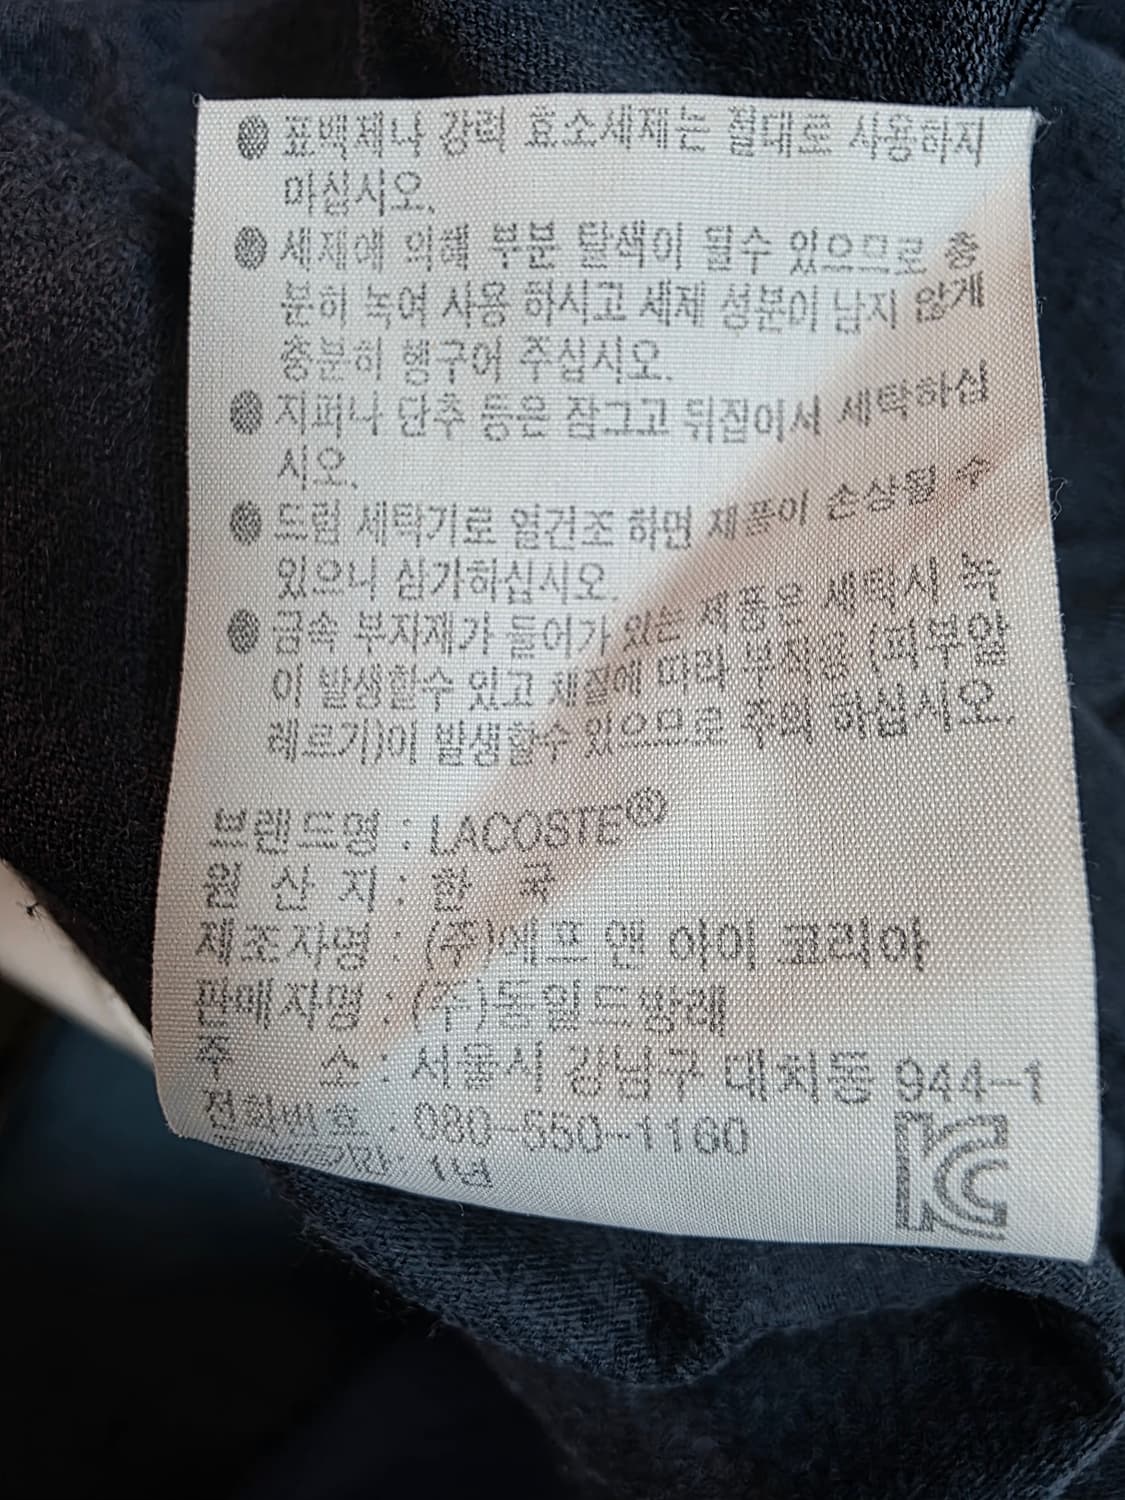 ● 표백제나 강력 효소세제는 절대로 사용하지
마십시오.
● 세제에 의해 부분 탈색이 될수 있으므로 충
분히 녹여 사용 하시고 세제 성분이 남지 않게
충분히 헹구어 주십시오.
● 지퍼나 단추 등은 잠그고 뒤집어서 세탁하십
시오.
● 드럼 세탁기로 열건조 하면 제품이 손상될 수
있으니 삼가하십시오.
● 금속 부자재가 들어가 있는 제품은 세탁시 녹
이 발생할수 있고 체질에 따라 부작용 (피부알
레르기)이 발생할수 있으므로 주의 하십시오.
브랜드명 : LACOSTE®
원 산 지 : 한 국
제조자명 : (주)에프 앤 아이 코리아
판매자명 : (주)동일드방레
주 소 : 서울시 강남구 대치동 944-1
전화번호 : 080-550-1160
1년
KC